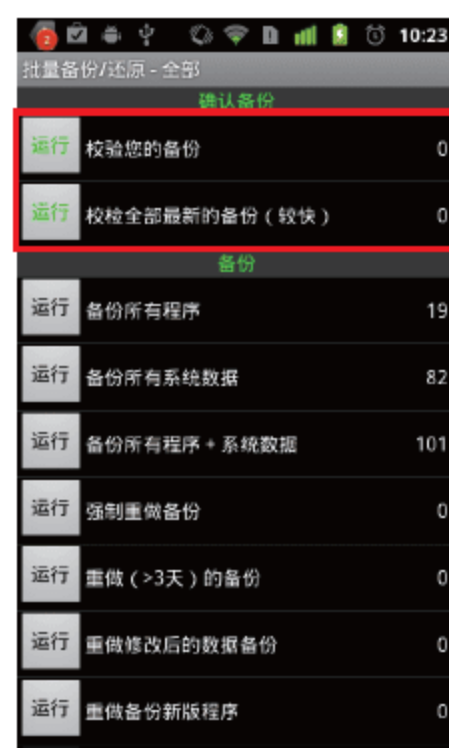 2 10:23
批量备份/还原 - 全部
确认备份
运行 校验您的备份 0
运行 校检全部最新的备份 ( 较快 ) 0
备份
运行 备份所有程序 19
运行 备份所有系统数据 82
运行 备份所有程序 + 系统数据 101
运行 强制重做备份 0
运行 重做 ( >3天 ) 的备份 0
运行 重做修改后的数据备份 0
运行 重做备份新版程序 0